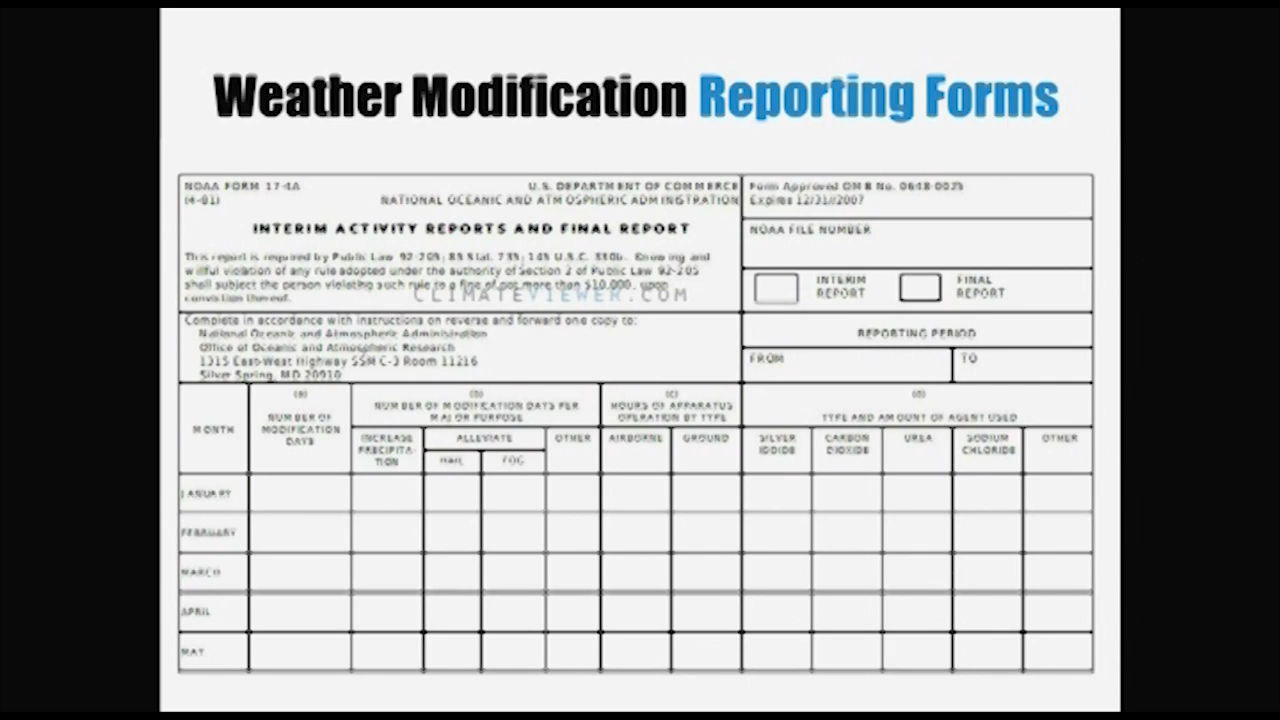 Weather Modification Reporting Forms
NOAA FORM 17-4A
(4-81)
U.S. DEPARTMENT OF COMMERCE
NATIONAL OCEANIC AND ATMOSPHERIC ADMINISTRATION
INTERIM ACTIVITY REPORTS AND FINAL REPORT
This report is required by Public Law 92-205; 85 Stat. 735; 145 U.S.C. 330b. Knowing and
willful violation of any rule adopted under the authority of Section 2 of Public Law 92-205
shall subject the person violating such rule to a fine of not more than $10,000, upon
conviction thereof.
CLIMATEVIEWER.COM
Form Approved OMB No. 0648-0025
Expires 12/31//2007
NOAA FILE NUMBER
INTERIM
REPORT
FINAL
REPORT
Complete in accordance with instructions on reverse and forward one copy to:
National Oceanic and Atmospheric Administration
Office of Oceanic and Atmospheric Research
1315 East-West Highway SSM C-3 Room 11216
Silver Spring, MD 20910
REPORTING PERIOD
FROM
TO
MONTH
(a)
NUMBER OF
MODIFICATION
DAYS
(b)
NUMBER OF MODIFICATION DAYS PER
MAJOR PURPOSE
INCREASE
PRECIPITA-
TION
ALLEVIATE
HAIL
FOG
OTHER
(c)
HOURS OF APPARATUS
OPERATION BY TYPE
AIRBORNE
GROUND
(d)
TYPE AND AMOUNT OF AGENT USED
SILVER
IODIDE
CARBON
DIOXIDE
UREA
SODIUM
CHLORIDE
OTHER
JANUARY
FEBRUARY
MARCH
APRIL
MAY